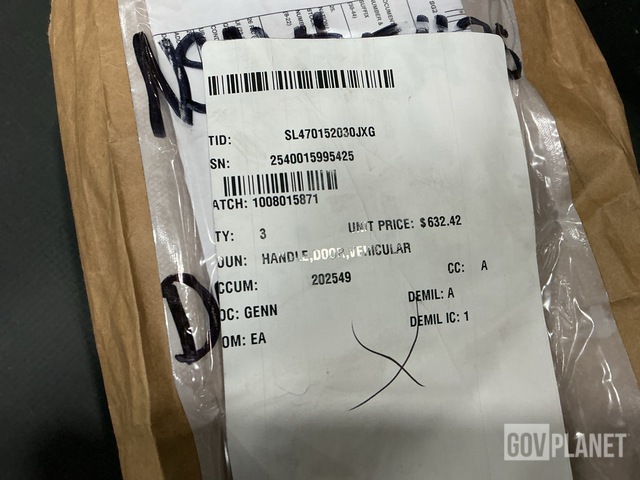 TID: SL470152030JXG
SN: 2540015995425
ATCH: 1008015871
TY: 3 UNIT PRICE: $632.42
OUN: HANDLE,DOOR,VEHICULAR
CCUM: 202549 CC: A
OC: GENN DEMIL: A
OM: EA DEMIL IC: 1
D
GOVPLANET